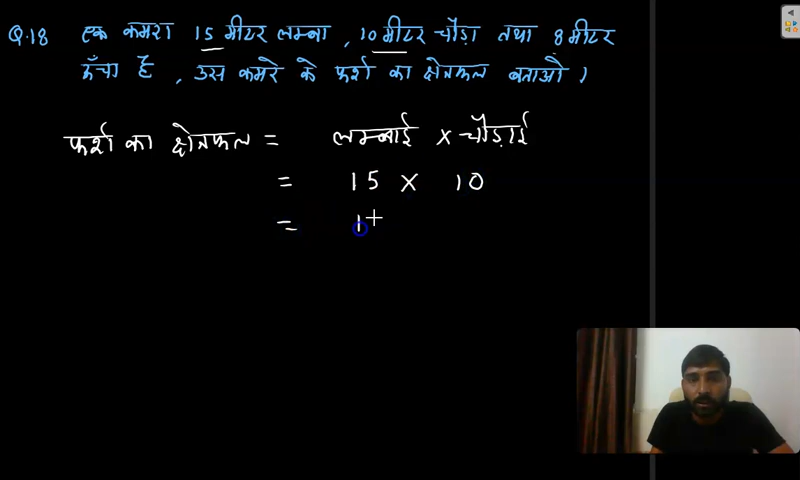 Q.18 एक कमरा 15 मीटर लम्बा , 10 मीटर चौड़ा तथा 8 मीटर
ऊँचा है , उस कमरे के फर्श का क्षेत्रफल बताओ ।
फर्श का क्षेत्रफल = लम्बाई x चौड़ाई
= 15 x 10
= 1